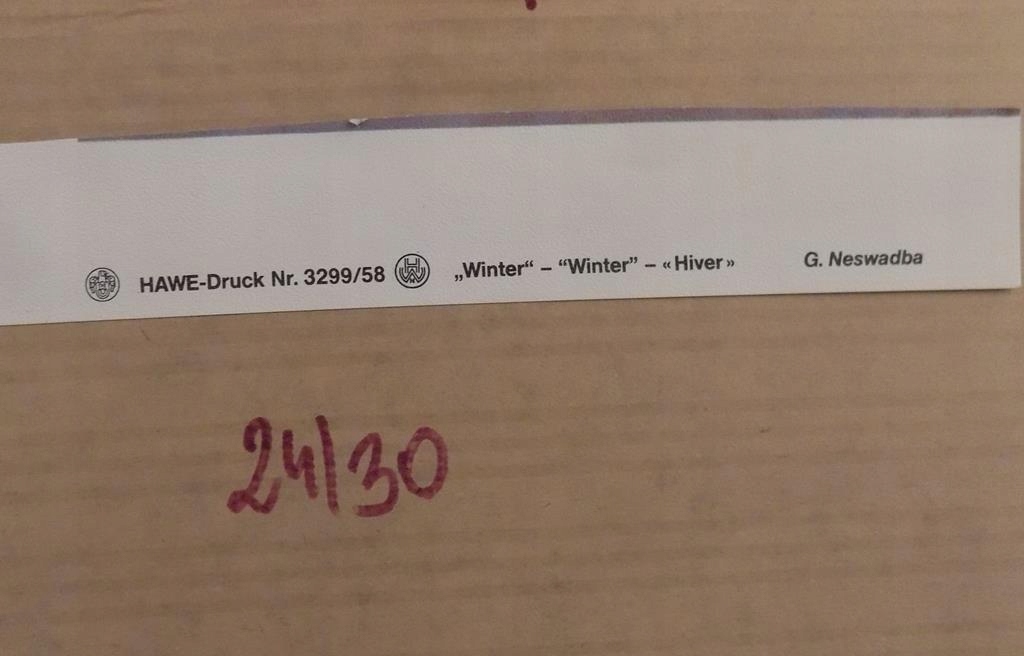 HAWE-Druck Nr. 3299/58 „Winter“ – “Winter” – «Hiver» G. Neswadba
24/30